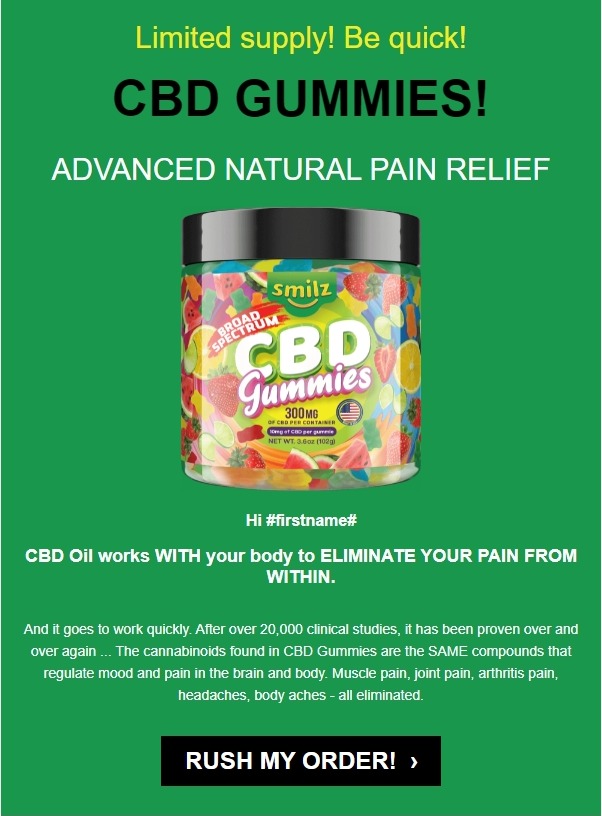 Limited supply! Be quick!
CBD GUMMIES!
ADVANCED NATURAL PAIN RELIEF
smilz
BROAD
SPECTRUM
CBD
Gummies
300MG
OF CBD PER CONTAINER
10mg of CBD per gummie
NET WT. 3.6oz (102g)
Hi #firstname#
CBD Oil works WITH your body to ELIMINATE YOUR PAIN FROM
WITHIN.
And it goes to work quickly. After over 20,000 clinical studies, it has been proven over and
over again ... The cannabinoids found in CBD Gummies are the SAME compounds that
regulate mood and pain in the brain and body. Muscle pain, joint pain, arthritis pain,
headaches, body aches - all eliminated.
RUSH MY ORDER! ›